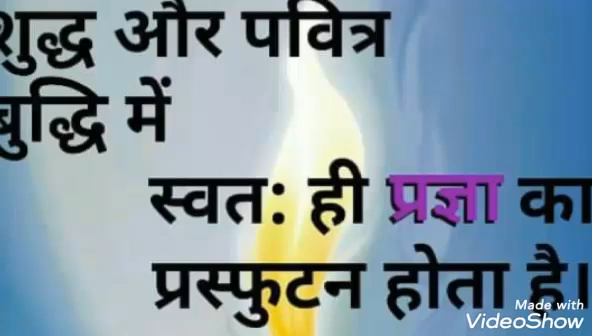 शुद्ध और पवित्र
बुद्धि में
स्वत: ही प्रज्ञा का
प्रस्फुटन होता है।
Made with
VideoShow